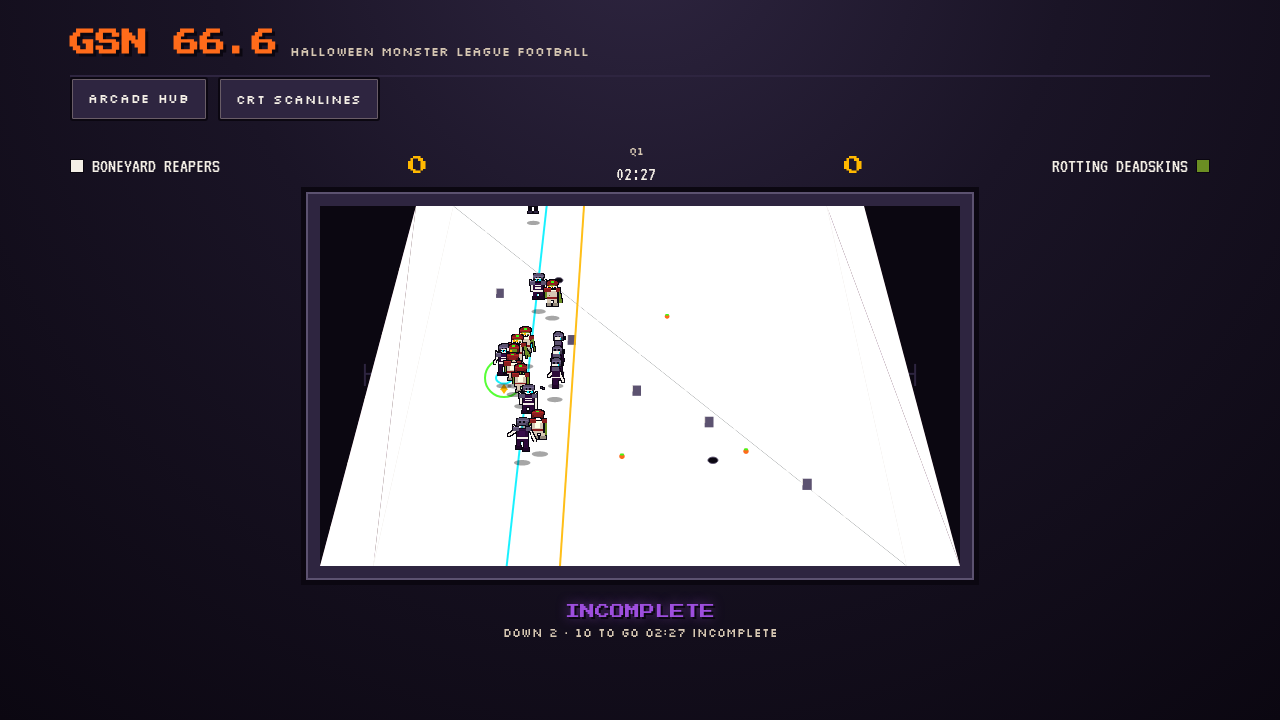 GSN 66.6
HALLOWEEN MONSTER LEAGUE FOOTBALL
ARCADE HUB
CRT SCANLINES
BONEYARD REAPERS
0
Q1
02:27
0
ROTTING DEADSKINS
INCOMPLETE
DOWN 2 · 10 TO GO 02:27 INCOMPLETE